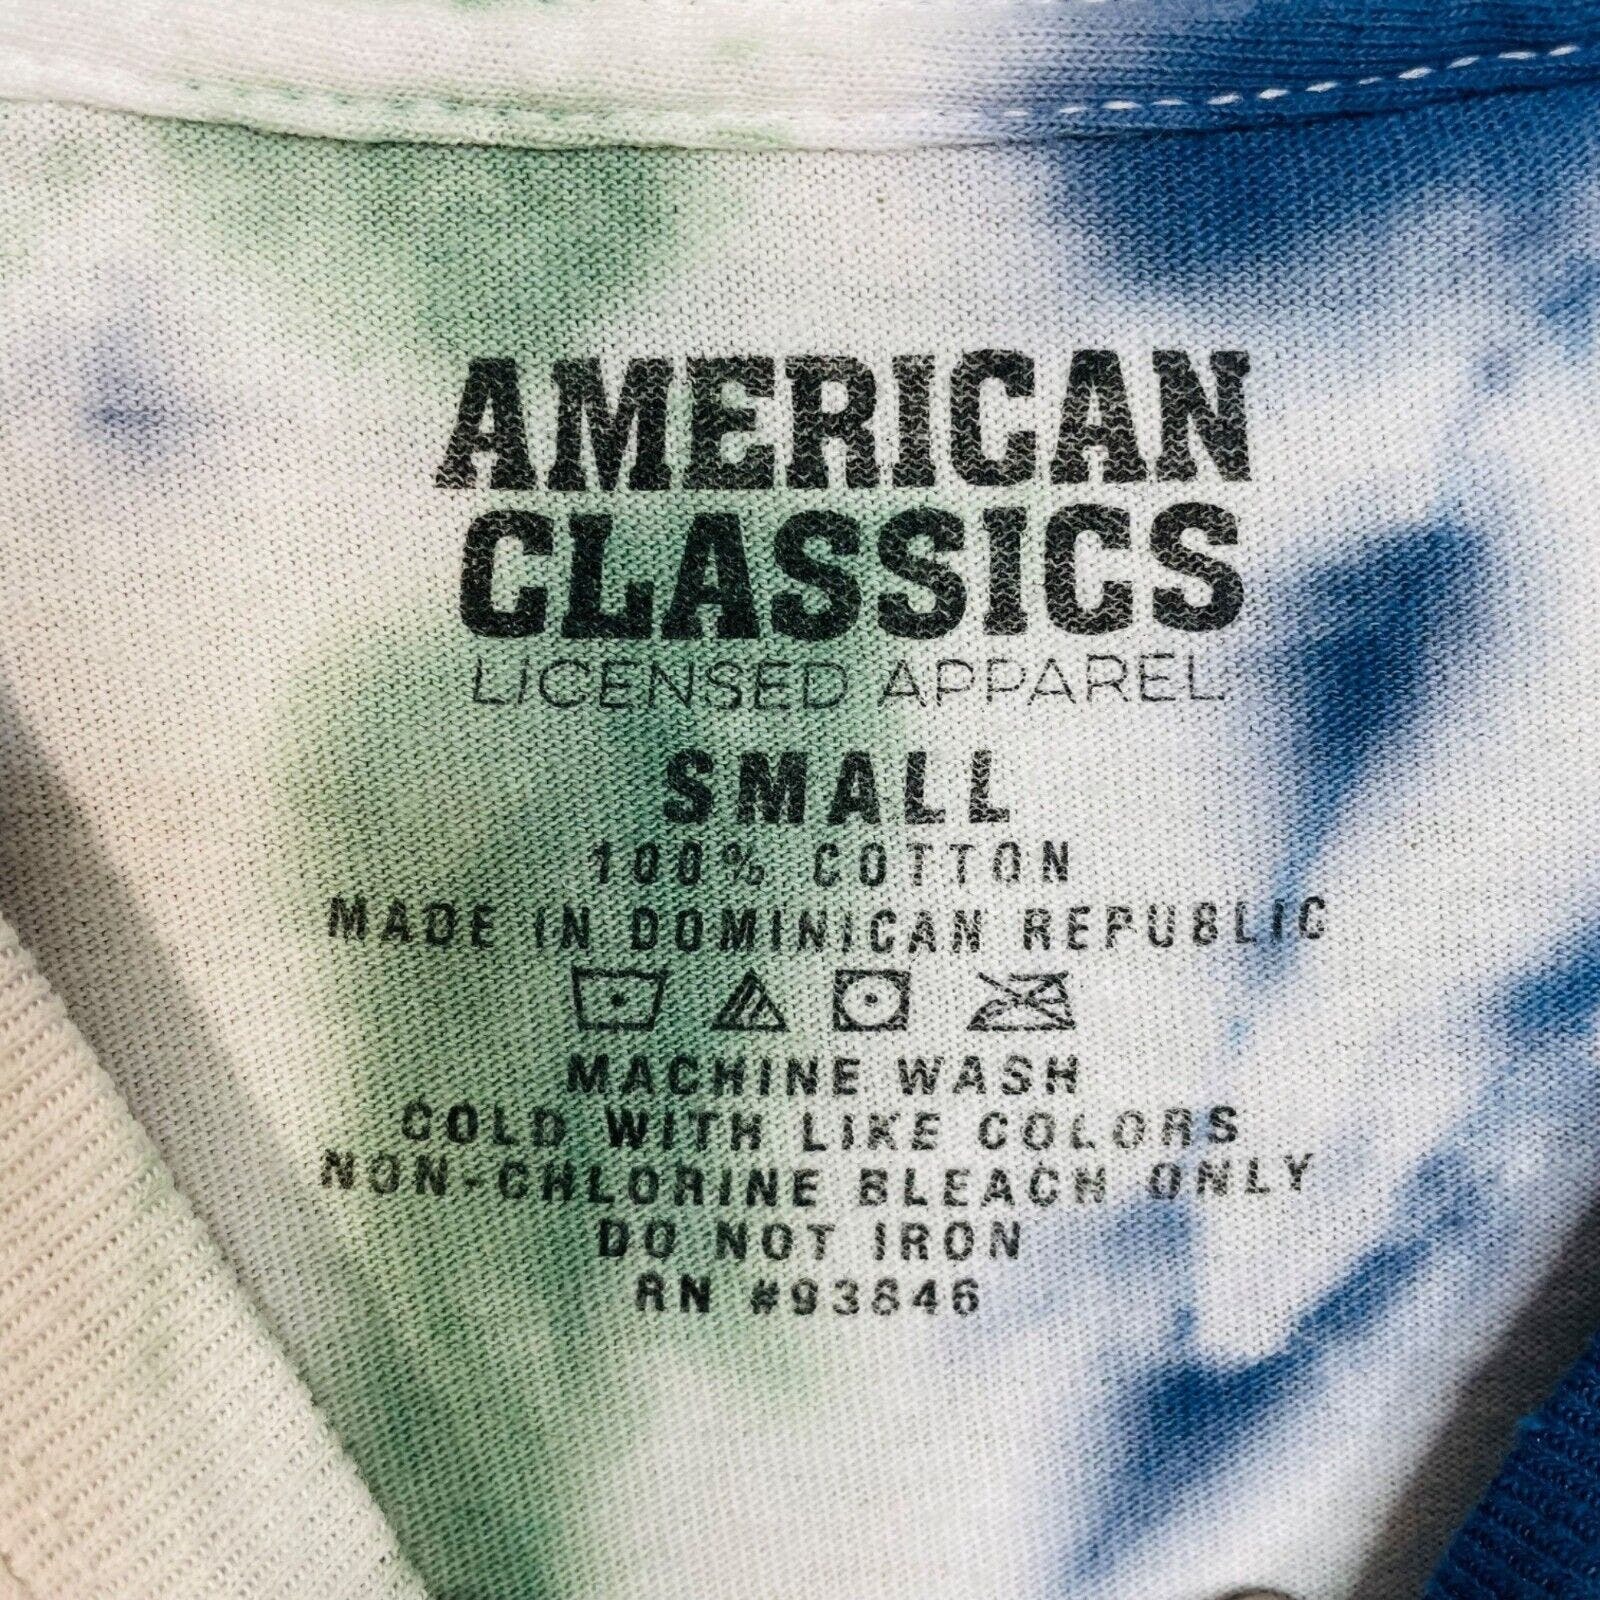 AMERICAN
CLASSICS
LICENSED APPAREL
SMALL
100% COTTON
MADE IN DOMINICAN REPUBLIC
MACHINE WASH
COLD WITH LIKE COLORS
NON-CHLORINE BLEACH ONLY
DO NOT IRON
RN #93846